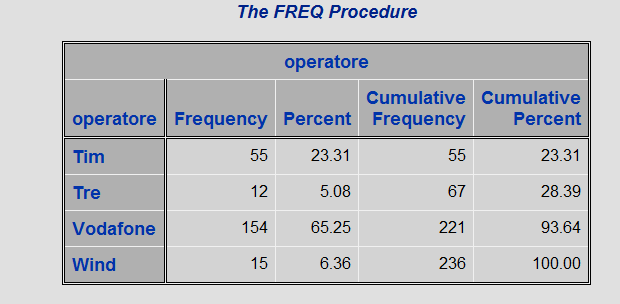 The FREQ Procedure
operatore
operatore Frequency Percent Cumulative Frequency Cumulative Percent
Tim 55 23.31 55 23.31
Tre 12 5.08 67 28.39
Vodafone 154 65.25 221 93.64
Wind 15 6.36 236 100.00